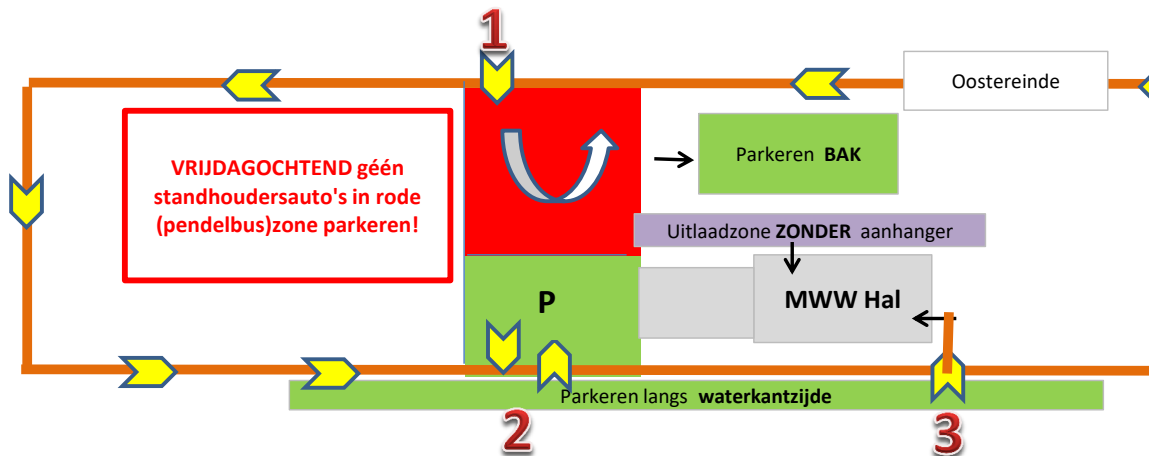 1
Oostereinde
VRIJDAGOCHTEND géén
standhoudersauto's in rode
(pendelbus)zone parkeren!
Parkeren BAK
Uitlaadzone ZONDER aanhanger
P
MWW Hal
Parkeren langs waterkantzijde
2
3